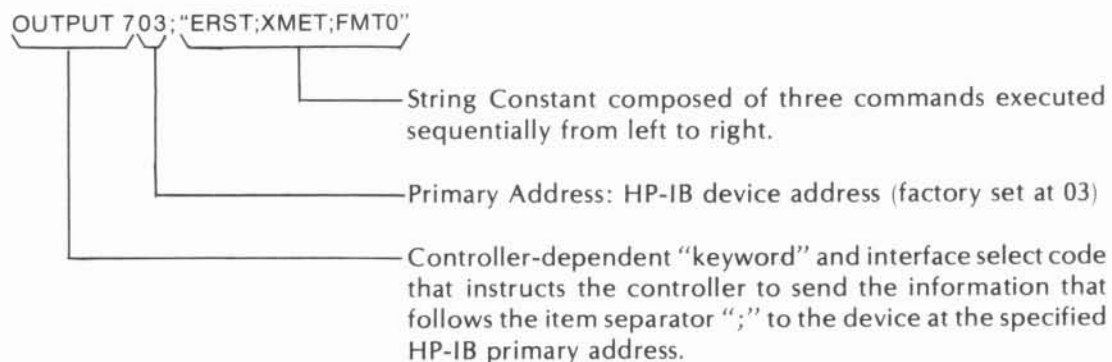 OUTPUT 703;“ERST;XMET;FMT0”
String Constant composed of three commands executed
sequentially from left to right.
Primary Address: HP-IB device address (factory set at 03)
Controller-dependent “keyword” and interface select code
that instructs the controller to send the information that
follows the item separator “;” to the device at the specified
HP-IB primary address.